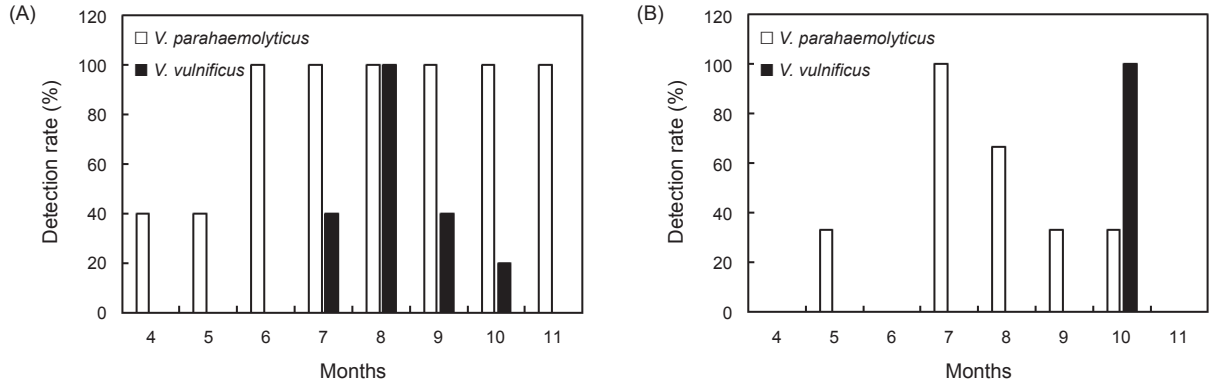 (A)
120
100
80
60
40
20
0
Detection rate (%)
V. parahaemolyticus
V. vulnificus
4 5 6 7 8 9 10 11
Months
(B)
120
100
80
60
40
20
0
Detection rate (%)
V. parahaemolyticus
V. vulnificus
4 5 6 7 8 9 10 11
Months